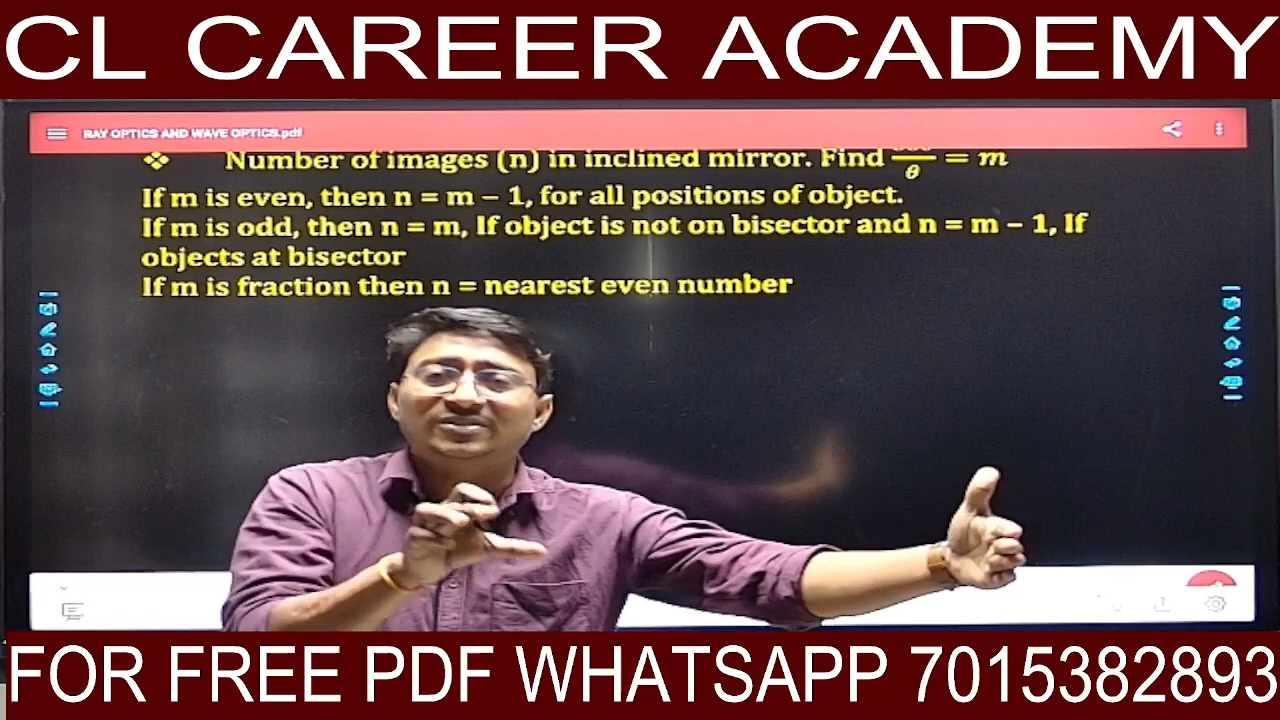 CL CAREER ACADEMY
RAY OPTICS AND WAVE OPTICS.pdf
❖ Number of images (n) in inclined mirror. Find /θ = m
If m is even, then n = m − 1, for all positions of object.
If m is odd, then n = m, If object is not on bisector and n = m − 1, If
objects at bisector
If m is fraction then n = nearest even number
FOR FREE PDF WHATSAPP 7015382893